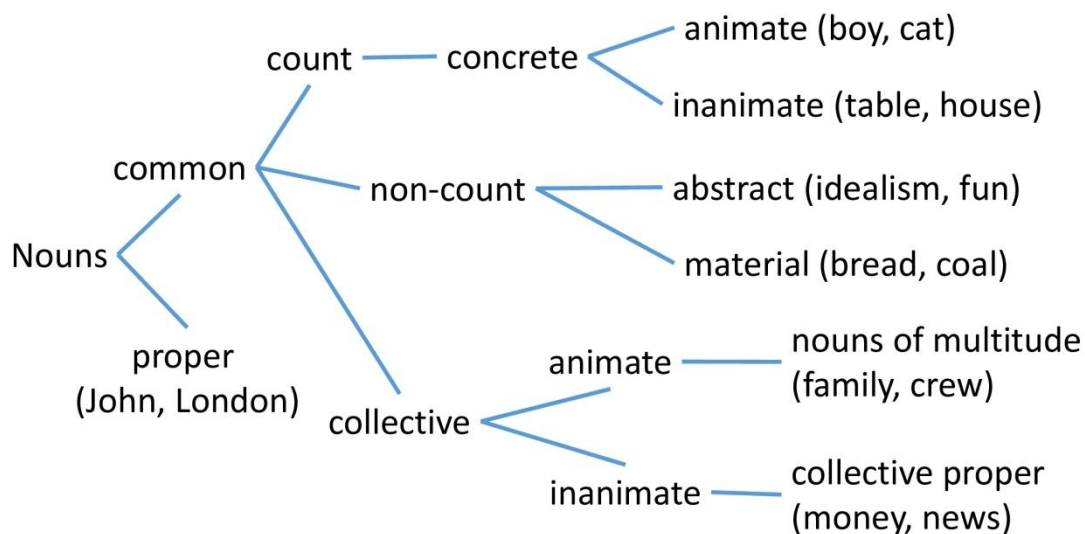 animate (boy, cat)
count
concrete
inanimate (table, house)
common
non-count
abstract (idealism, fun)
Nouns
material (bread, coal)
proper
(John, London)
animate
nouns of multitude
(family, crew)
collective
inanimate
collective proper
(money, news)